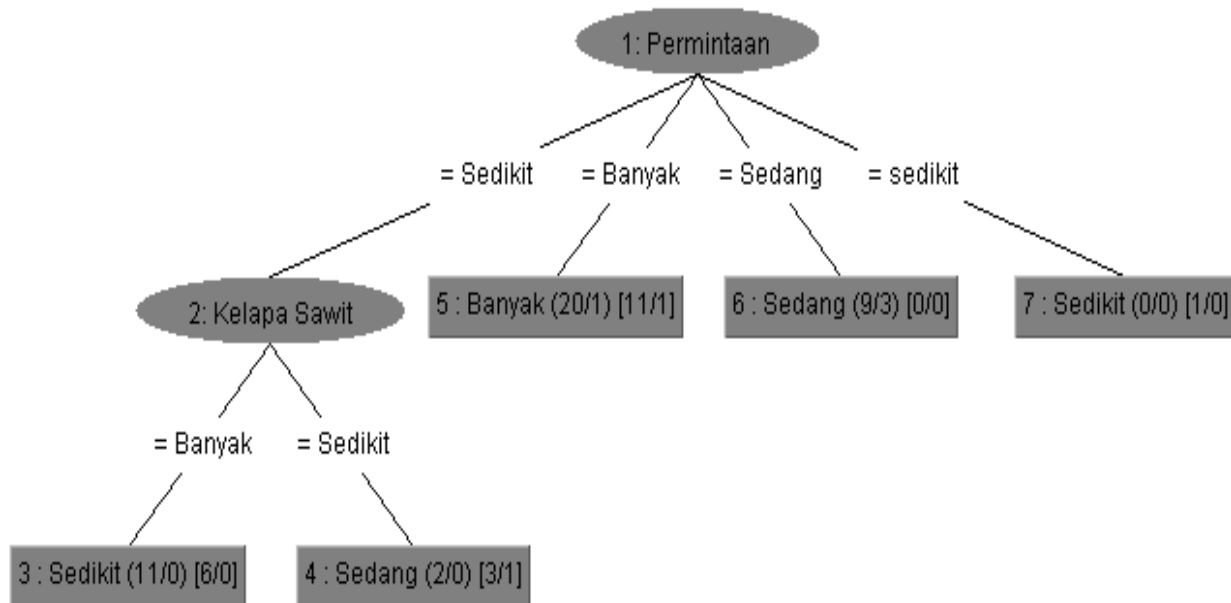 1: Permintaan
= Sedikit
= Banyak
= Sedang
= sedikit
2: Kelapa Sawit
5 : Banyak (20/1) [11/1]
6 : Sedang (9/3) [0/0]
7 : Sedikit (0/0) [1/0]
= Banyak
= Sedikit
3 : Sedikit (11/0) [6/0]
4 : Sedang (2/0) [3/1]